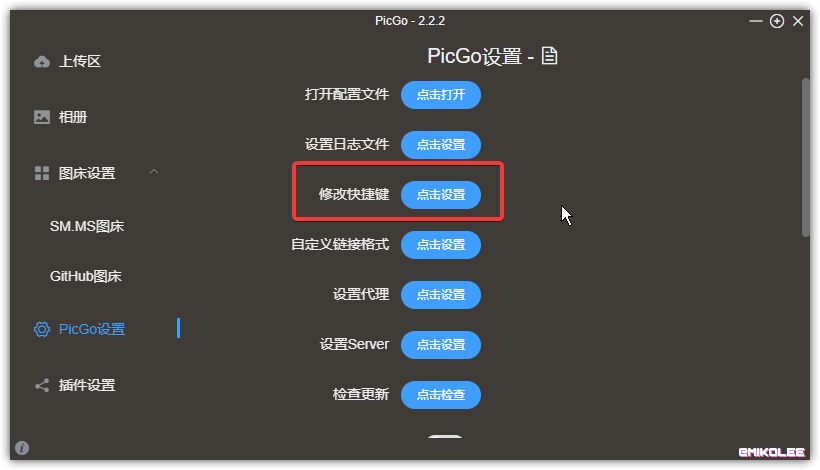 PicGo - 2.2.2
上传区
相册
图床设置
SM.MS图床
GitHub图床
PicGo设置
插件设置
PicGo设置 -
打开配置文件 点击打开
设置日志文件 点击设置
修改快捷键 点击设置
自定义链接格式 点击设置
设置代理 点击设置
设置Server 点击设置
检查更新 点击检查
@MIKOLEE